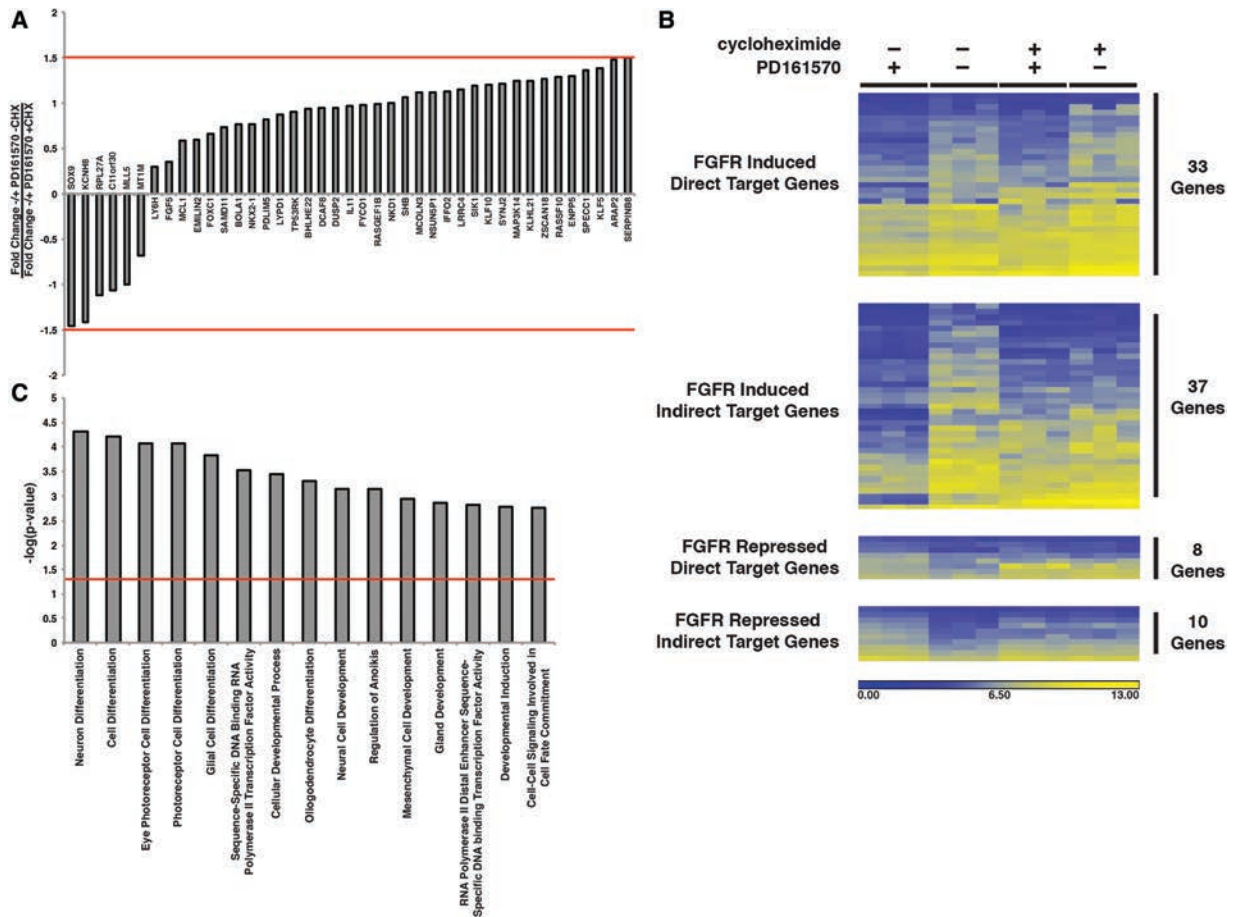 A
Fold Change -/+ PD161570 -CHX
Fold Change -/+ PD161570 +CHX
2
1.5
1
0.5
0
-0.5
-1
-1.5
-2
SOX9
KCNH8
RPL27A
C11orf30
MLL5
MT1M
LY6H
FGF5
MCL1
EMILIN2
FOXC1
SAMD11
BOLA1
NKX2-1
PDLIM5
LYPD1
TP53RK
BHLHE22
DCAF8
DUSP2
IL11
FYCO1
RASGEF1B
NKD1
SHB
MCOLN3
NSUN5P1
IFFO2
LRRC4
SIK1
KLF10
SYNJ2
MAP3K14
KLHL21
ZSCAN18
RASSF10
ENPP5
SPECC1
KLF5
ARAP2
SERPINB8
B
cycloheximide - - + +
PD161570 + - + -
FGFR Induced
Direct Target Genes
33
Genes
FGFR Induced
Indirect Target Genes
37
Genes
FGFR Repressed
Direct Target Genes
8
Genes
FGFR Repressed
Indirect Target Genes
10
Genes
0.00 6.50 13.00
C
-log(p-value)
-5
4.5
4
3.5
3
2.5
2
1.5
1
0.5
0
Neuron Differentiation
Cell Differentiation
Eye Photoreceptor Cell Differentiation
Photoreceptor Cell Differentiation
Glial Cell Differentiation
Sequence-Specific DNA Binding RNA
Polymerase II Transcription Factor Activity
Cellular Developmental Process
Oliogodendrocyte Differentiation
Neural Cell Development
Regulation of Anoikis
Mesenchymal Cell Development
Gland Development
RNA Polymerase II Distal Enhancer Sequence-
Specific DNA binding Transcription Factor Activity
Developmental Induction
Cell-Cell Signaling Involved in
Cell Fate Commitment